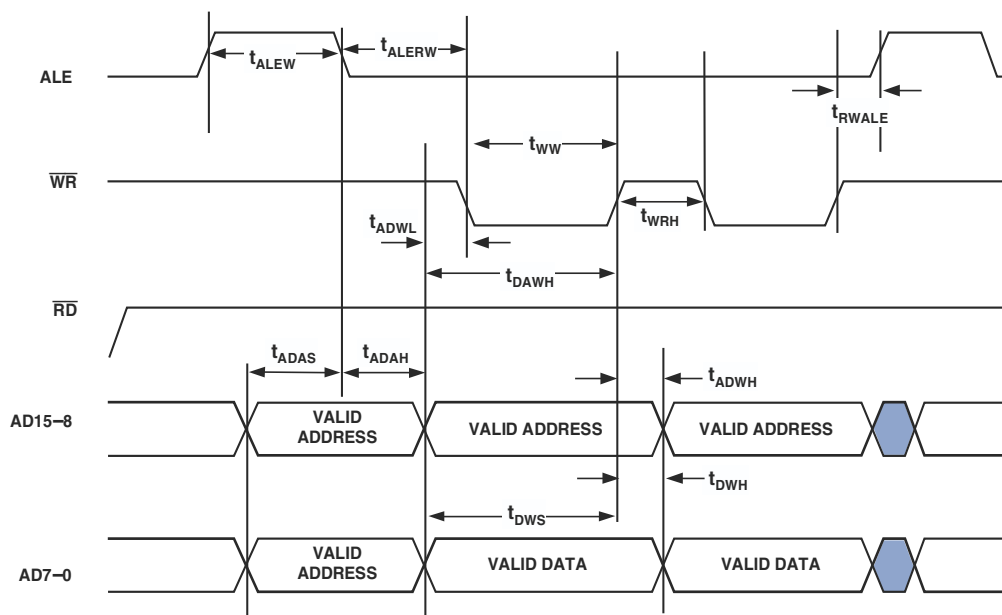 ALE
tALEW
tALERW
tRWALE
WR
tWW
tWRH
tADWL
tDAWH
RD
tADAS
tADAH
tADWH
AD15–8
VALID
ADDRESS
VALID ADDRESS
VALID ADDRESS
tDWH
tDWS
AD7–0
VALID
ADDRESS
VALID DATA
VALID DATA